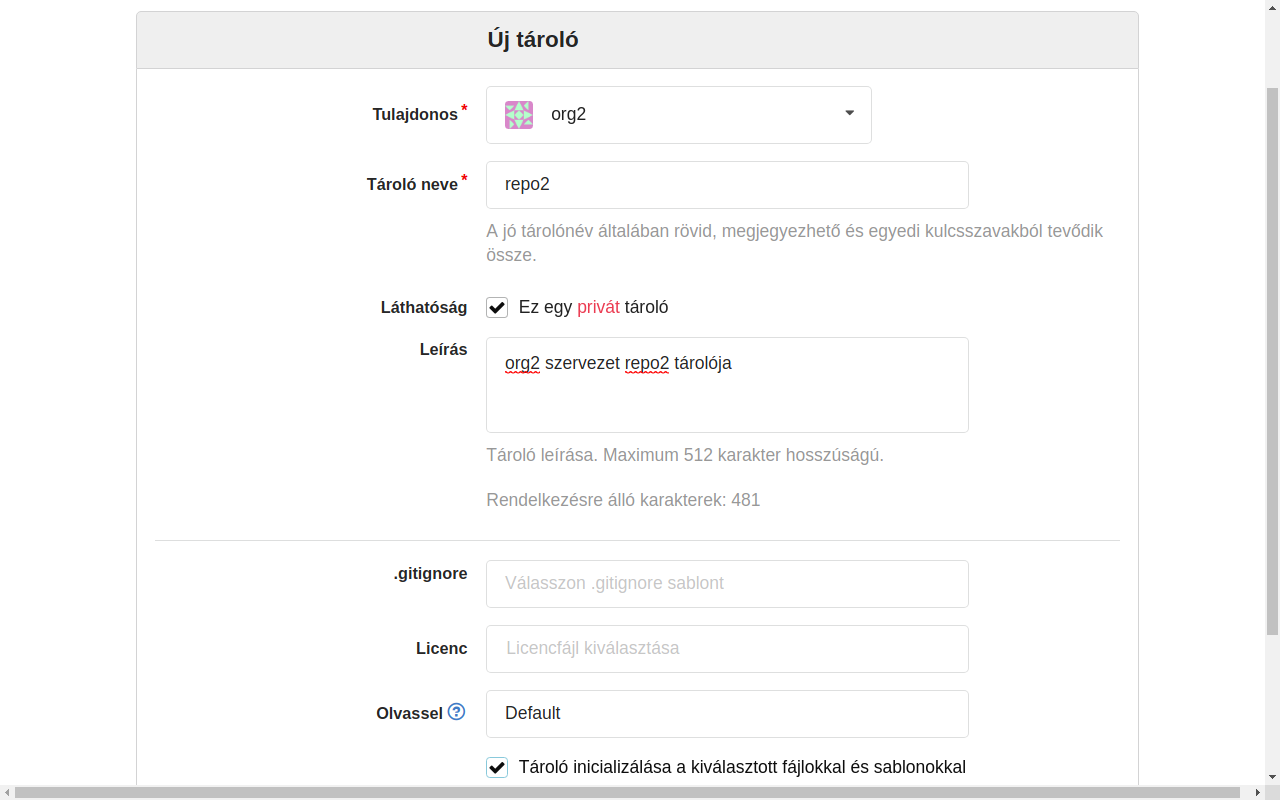 Új tároló
Tulajdonos*
org2
Tároló neve*
repo2
A jó tárolónév általában rövid, megjegyezhető és egyedi kulcsszavakból tevődik
össze.
Láthatóság
Ez egy privát tároló
Leírás
org2 szervezet repo2 tárolója
Tároló leírása. Maximum 512 karakter hosszúságú.
Rendelkezésre álló karakterek: 481
.gitignore
Válasszon .gitignore sablont
Licenc
Licencfájl kiválasztása
Olvassel
Default
Tároló inicializálása a kiválasztott fájlokkal és sablonokkal